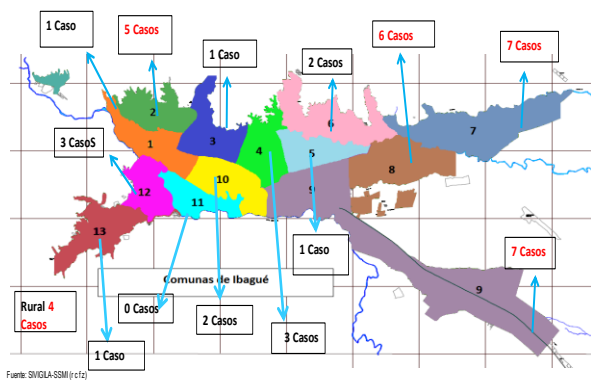 1 Caso
5 Casos
1 Caso
2 Casos
6 Casos
7 Casos
2
3
6
7
1
4
5
8
3 CasoS
12
10
9
11
13
1 Caso
7 Casos
Comunas de Ibagué
9
Rural 4
Casos
0 Casos
2 Casos
3 Casos
1 Caso
Fuente: SIVIGILA-SSMI (r c f z)